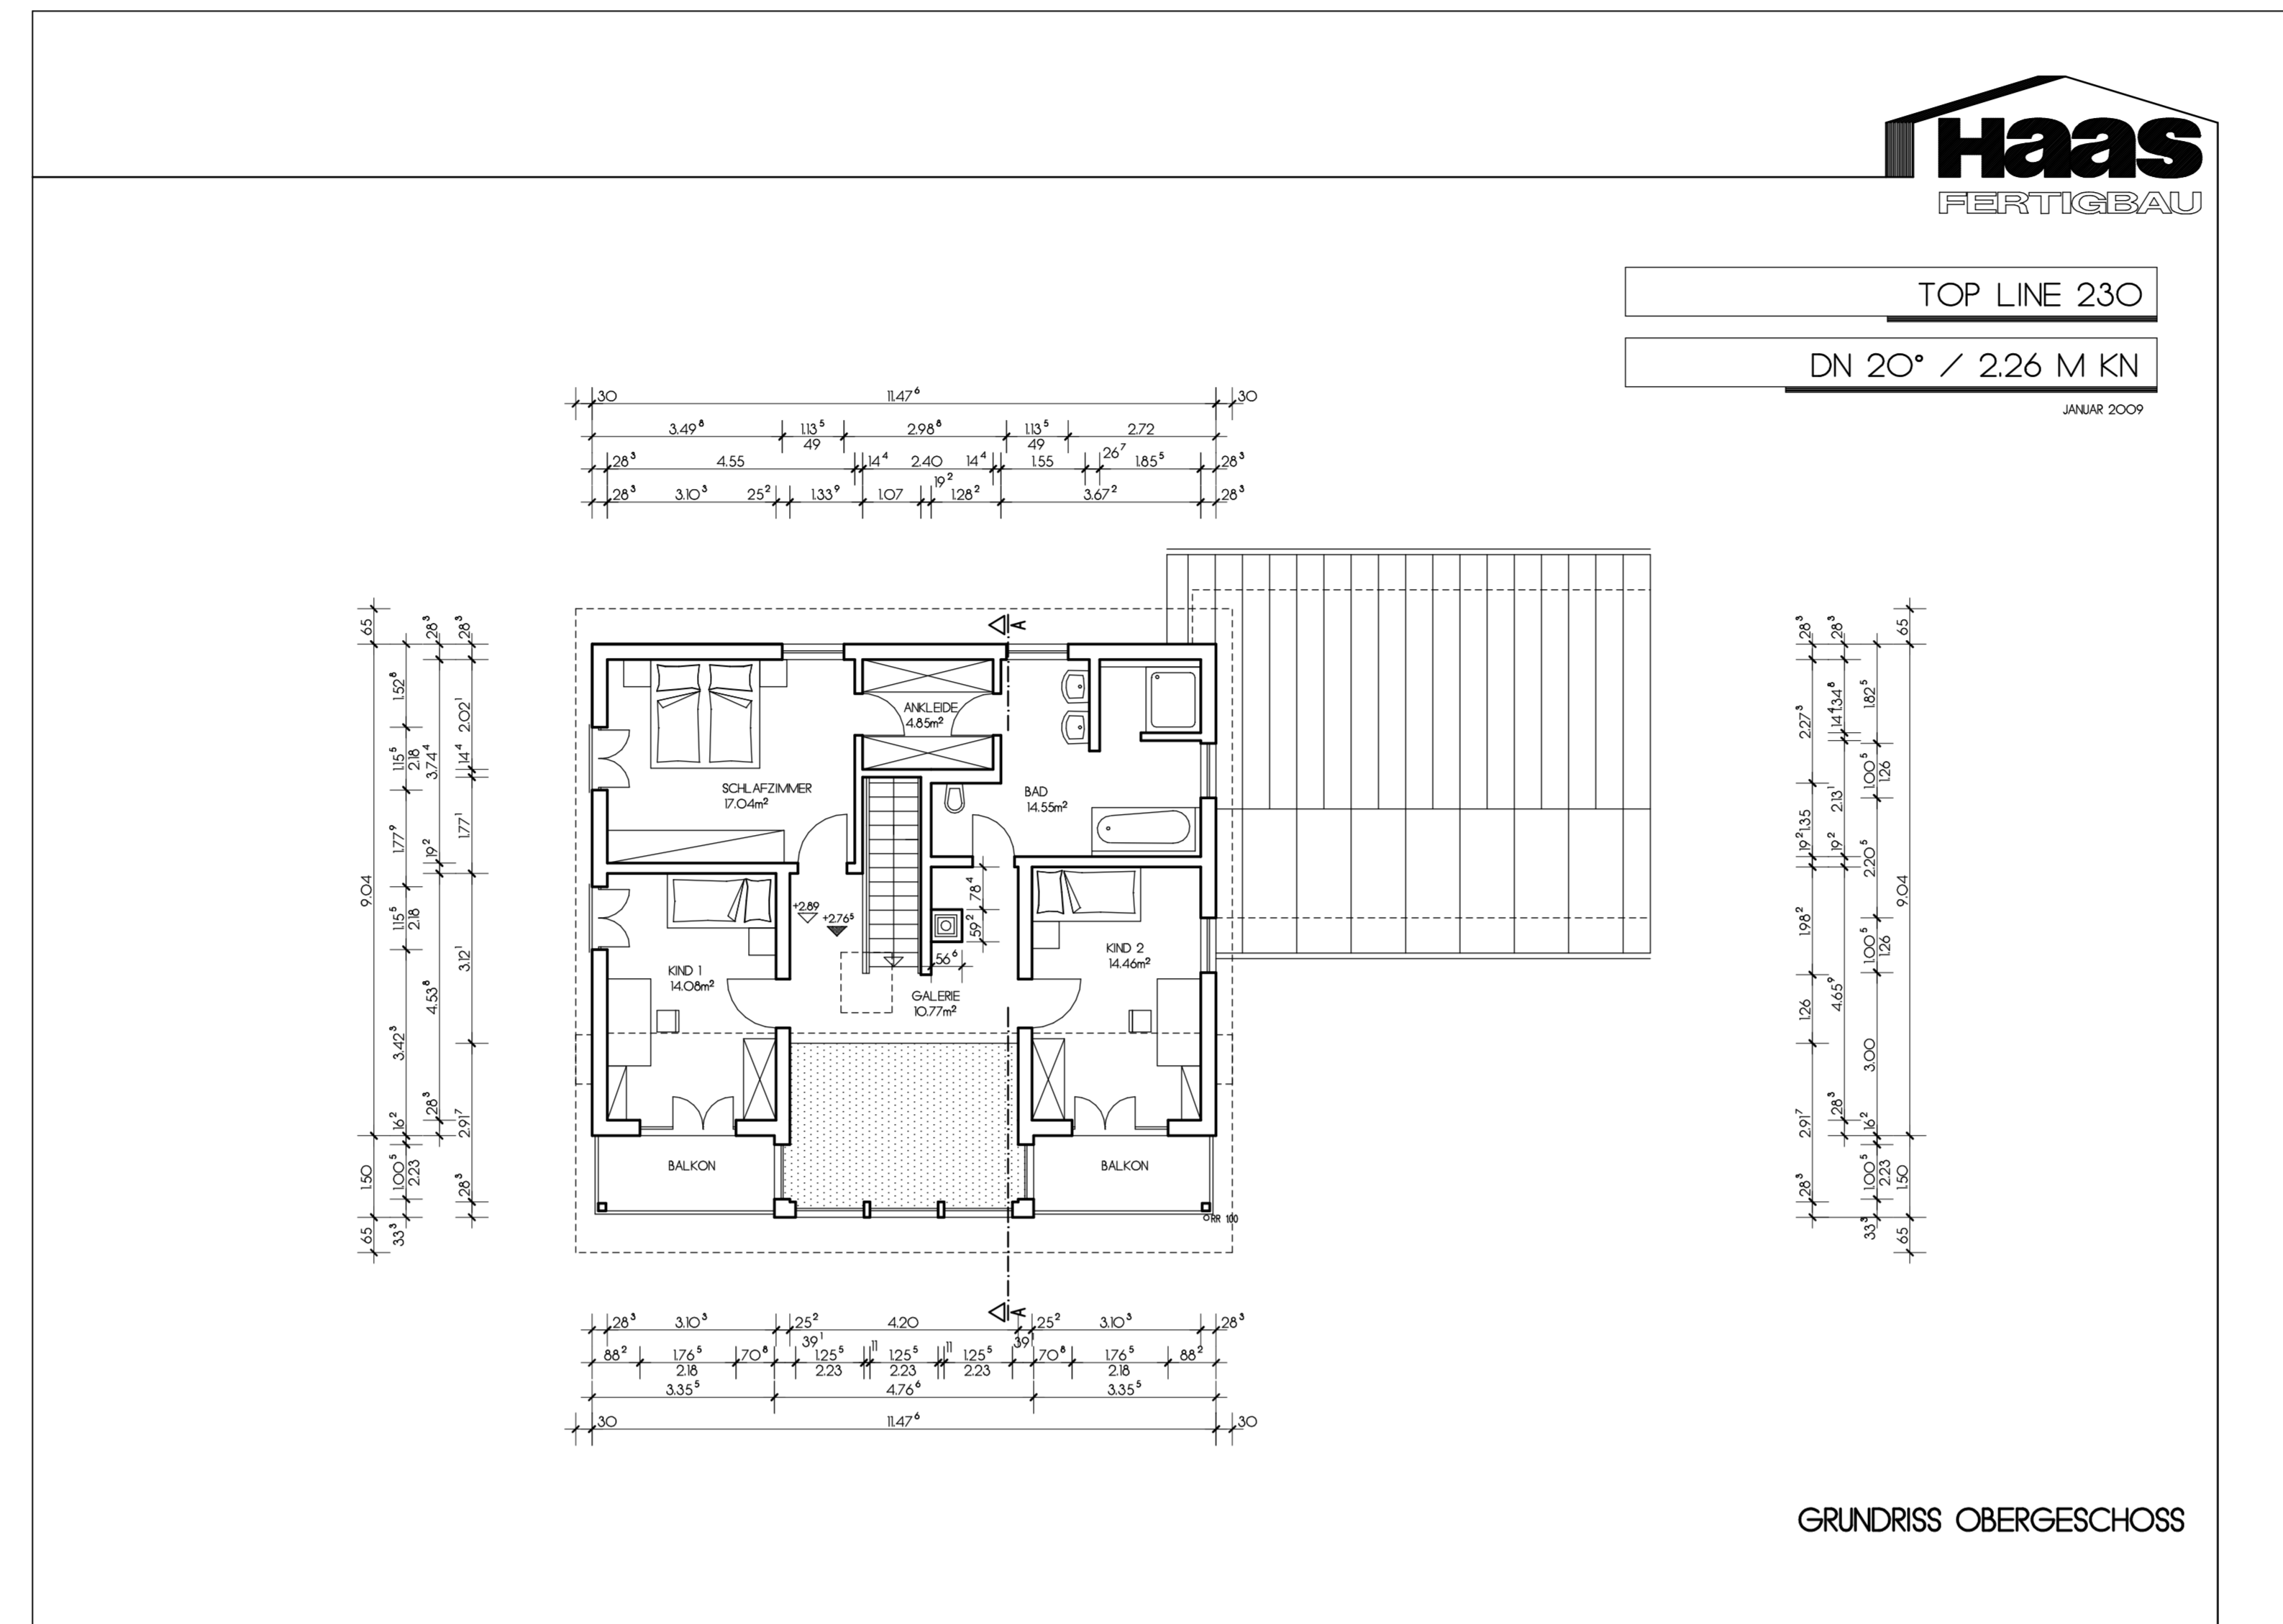 Haas
FERTIGBAU
TOP LINE 230
DN 20° / 2.26 M KN
JANUAR 2009
30 11.47⁶ 30
3.49⁸ 1.13⁵ 2.98⁸ 1.13⁵ 2.72
49 49
28³ 4.55 14⁴ 2.40 14⁴ 1.55 26⁷ 1.85⁵ 28³
28³ 3.10³ 25² 1.33⁹ 1.07 19² 1.28² 3.67² 28³
65 9.04 1.50 65
1.52⁸ 1.15⁵ 1.77⁹ 1.15⁵ 3.42³ 16² 1.00⁵ 33³
2.18 2.18 2.23
28³ 3.74⁴ 19² 4.53⁸ 28³
28³ 2.02¹ 14⁴ 1.77¹ 3.12¹ 2.91⁷ 28³
A
ANKLEIDE
4.85m²
SCHLAFZIMMER
17.04m²
BAD
14.55m²
78⁴
59²
56⁶
+2.89
+2.76⁵
KIND 1
14.08m²
KIND 2
14.46m²
GALERIE
10.77m²
BALKON
BALKON
RR 100
A
28³ 2.27³ 1.35 19² 1.98² 1.26 2.91⁷ 28³
28³ 1.34⁸ 14⁴ 2.13¹ 19² 4.65⁹ 28³
1.82⁵ 1.00⁵ 2.20⁵ 1.00⁵ 3.00 16² 1.00⁵ 33³
1.26 1.26 2.23
65 9.04 1.50 65
28³ 3.10³ 25² 4.20 25² 3.10³ 28³
88² 1.76⁵ 70⁸ 39¹ 1.25⁵ 11 1.25⁵ 11 1.25⁵ 39¹ 70⁸ 1.76⁵ 88²
2.18 2.23 2.23 2.23 2.18
3.35⁵ 4.76⁶ 3.35⁵
30 11.47⁶ 30
GRUNDRISS OBERGESCHOSS